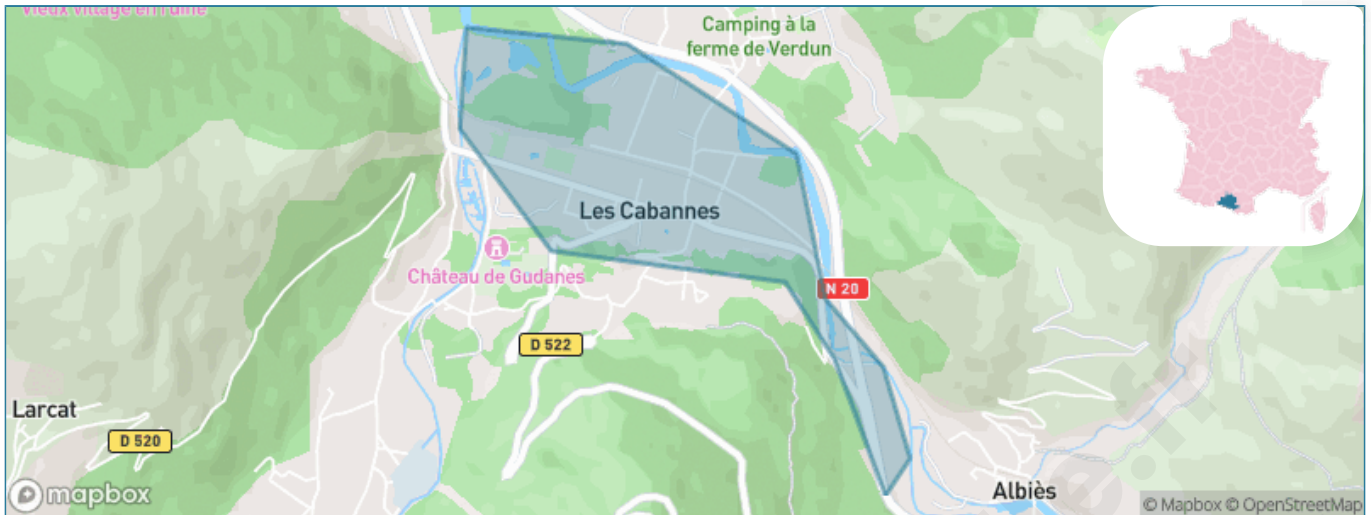 Vieux village en ruine
Camping à la
ferme de Verdun
Les Cabannes
Château de Gudanes
N 20
D 522
Larcat
D 520
Albiès
mapbox
© Mapbox © OpenStreetMap